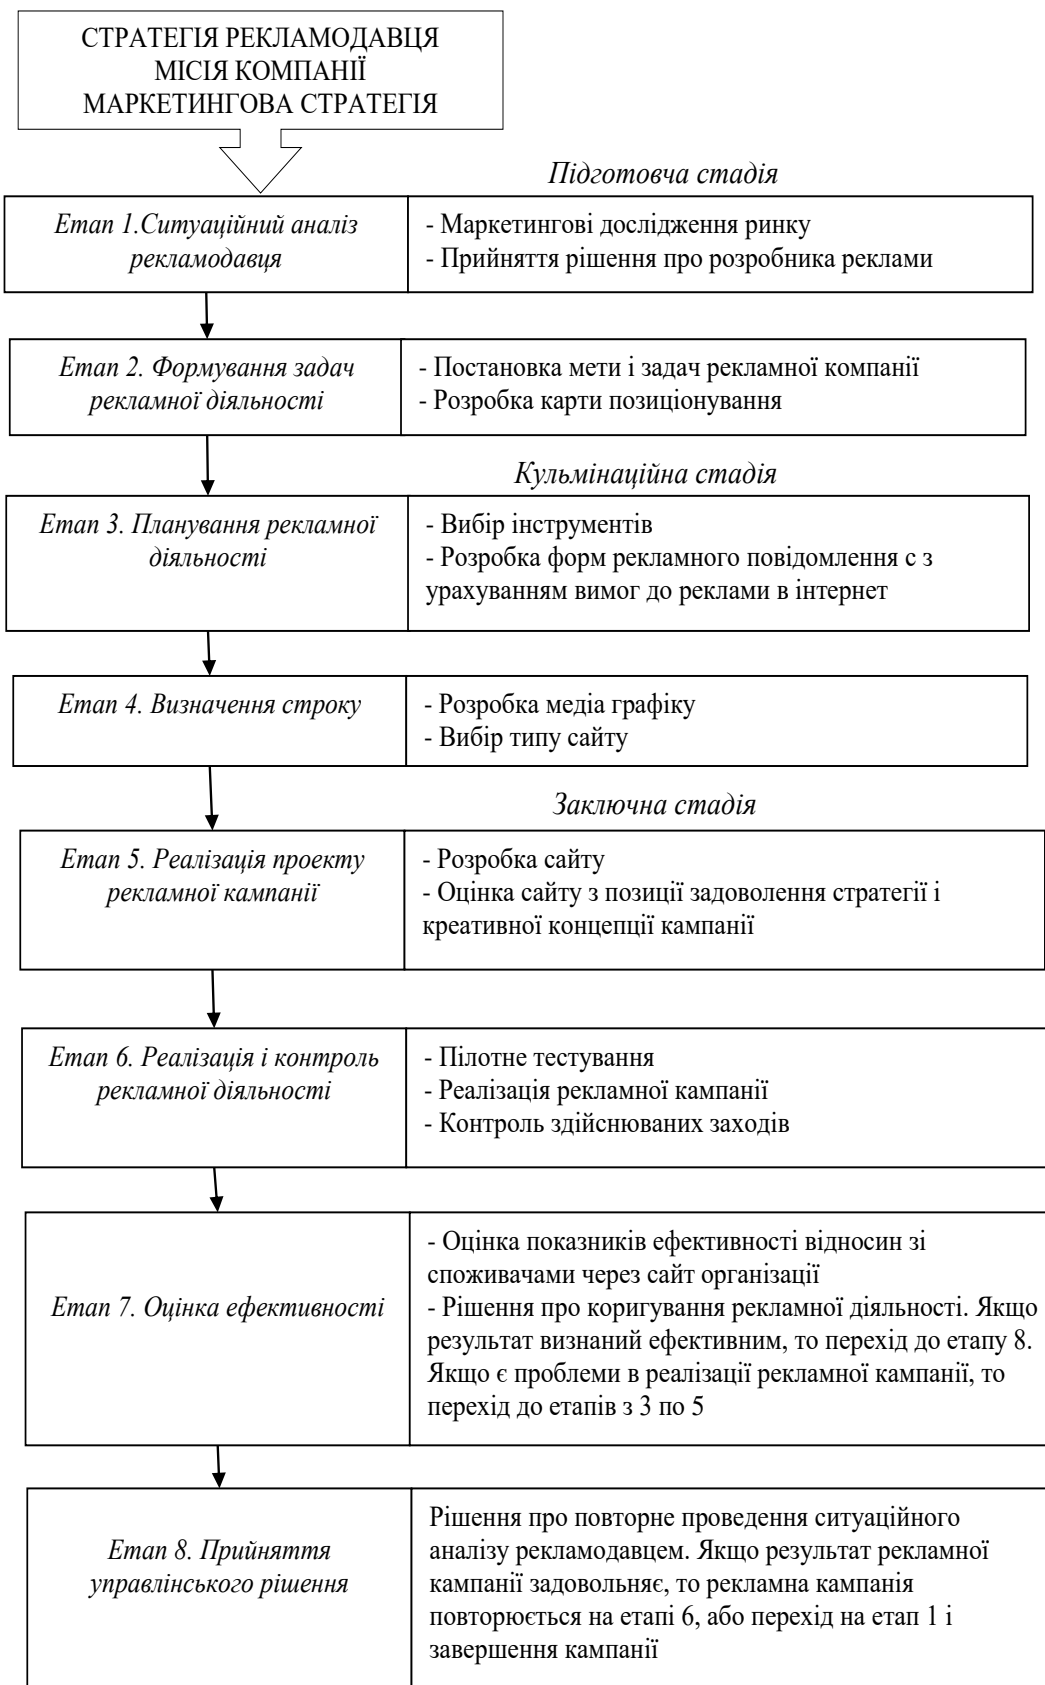 СТРАТЕГІЯ РЕКЛАМОДАВЦЯ
МІСІЯ КОМПАНІЇ
МАРКЕТИНГОВА СТРАТЕГІЯ
Підготовча стадія
Етап 1.Ситуаційний аналіз
рекламодавця
- Маркетингові дослідження ринку
- Прийняття рішення про розробника реклами
Етап 2. Формування задач
рекламної діяльності
- Постановка мети і задач рекламної компанії
- Розробка карти позиціонування
Кульмінаційна стадія
Етап 3. Планування рекламної
діяльності
- Вибір інструментів
- Розробка форм рекламного повідомлення с з
урахуванням вимог до реклами в інтернет
Етап 4. Визначення строку
- Розробка медіа графіку
- Вибір типу сайту
Заключна стадія
Етап 5. Реалізація проекту
рекламної кампанії
- Розробка сайту
- Оцінка сайту з позиції задоволення стратегії і
креативної концепції кампанії
Етап 6. Реалізація і контроль
рекламної діяльності
- Пілотне тестування
- Реалізація рекламної кампанії
- Контроль здійснюваних заходів
Етап 7. Оцінка ефективності
- Оцінка показників ефективності відносин зі
споживачами через сайт організації
- Рішення про коригування рекламної діяльності. Якщо
результат визнаний ефективним, то перехід до етапу 8.
Якщо є проблеми в реалізації рекламної кампанії, то
перехід до етапів з 3 по 5
Етап 8. Прийняття
управлінського рішення
Рішення про повторне проведення ситуаційного
аналізу рекламодавцем. Якщо результат рекламної
кампанії задовольняє, то рекламна кампанія
повторюється на етапі 6, або перехід на етап 1 і
завершення кампанії